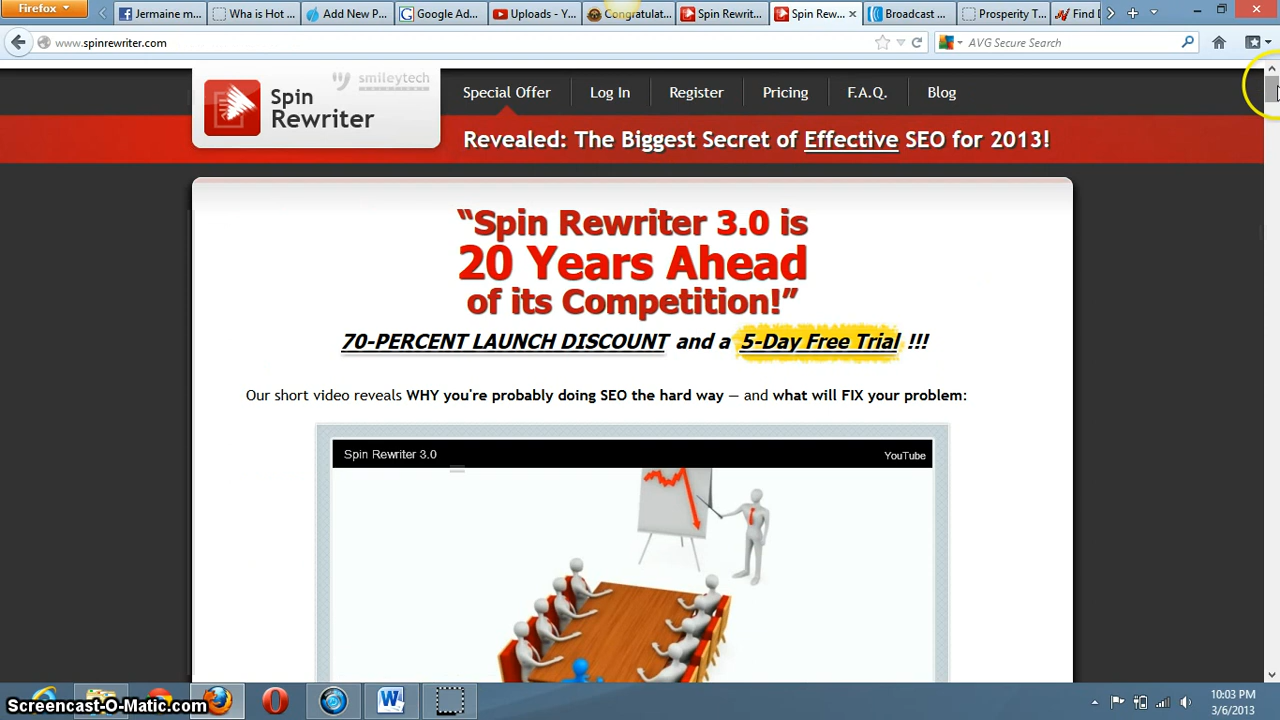 Firefox
Jermaine m...
Wha is Hot ...
Add New P...
Google Ad...
Uploads - Y...
Congratulat...
Spin Rewrit...
Spin Rew...
Broadcast ...
Prosperity T...
Find D
www.spinrewriter.com
AVG Secure Search
Spin
Rewriter
smileytech
Special Offer
Log In
Register
Pricing
F.A.Q.
Blog
Revealed: The Biggest Secret of Effective SEO for 2013!
“Spin Rewriter 3.0 is
20 Years Ahead
of its Competition!”
70-PERCENT LAUNCH DISCOUNT and a 5-Day Free Trial !!!
Our short video reveals WHY you're probably doing SEO the hard way — and what will FIX your problem:
Spin Rewriter 3.0
YouTube
Screencast-O-Matic.com
10:03 PM
3/6/2013